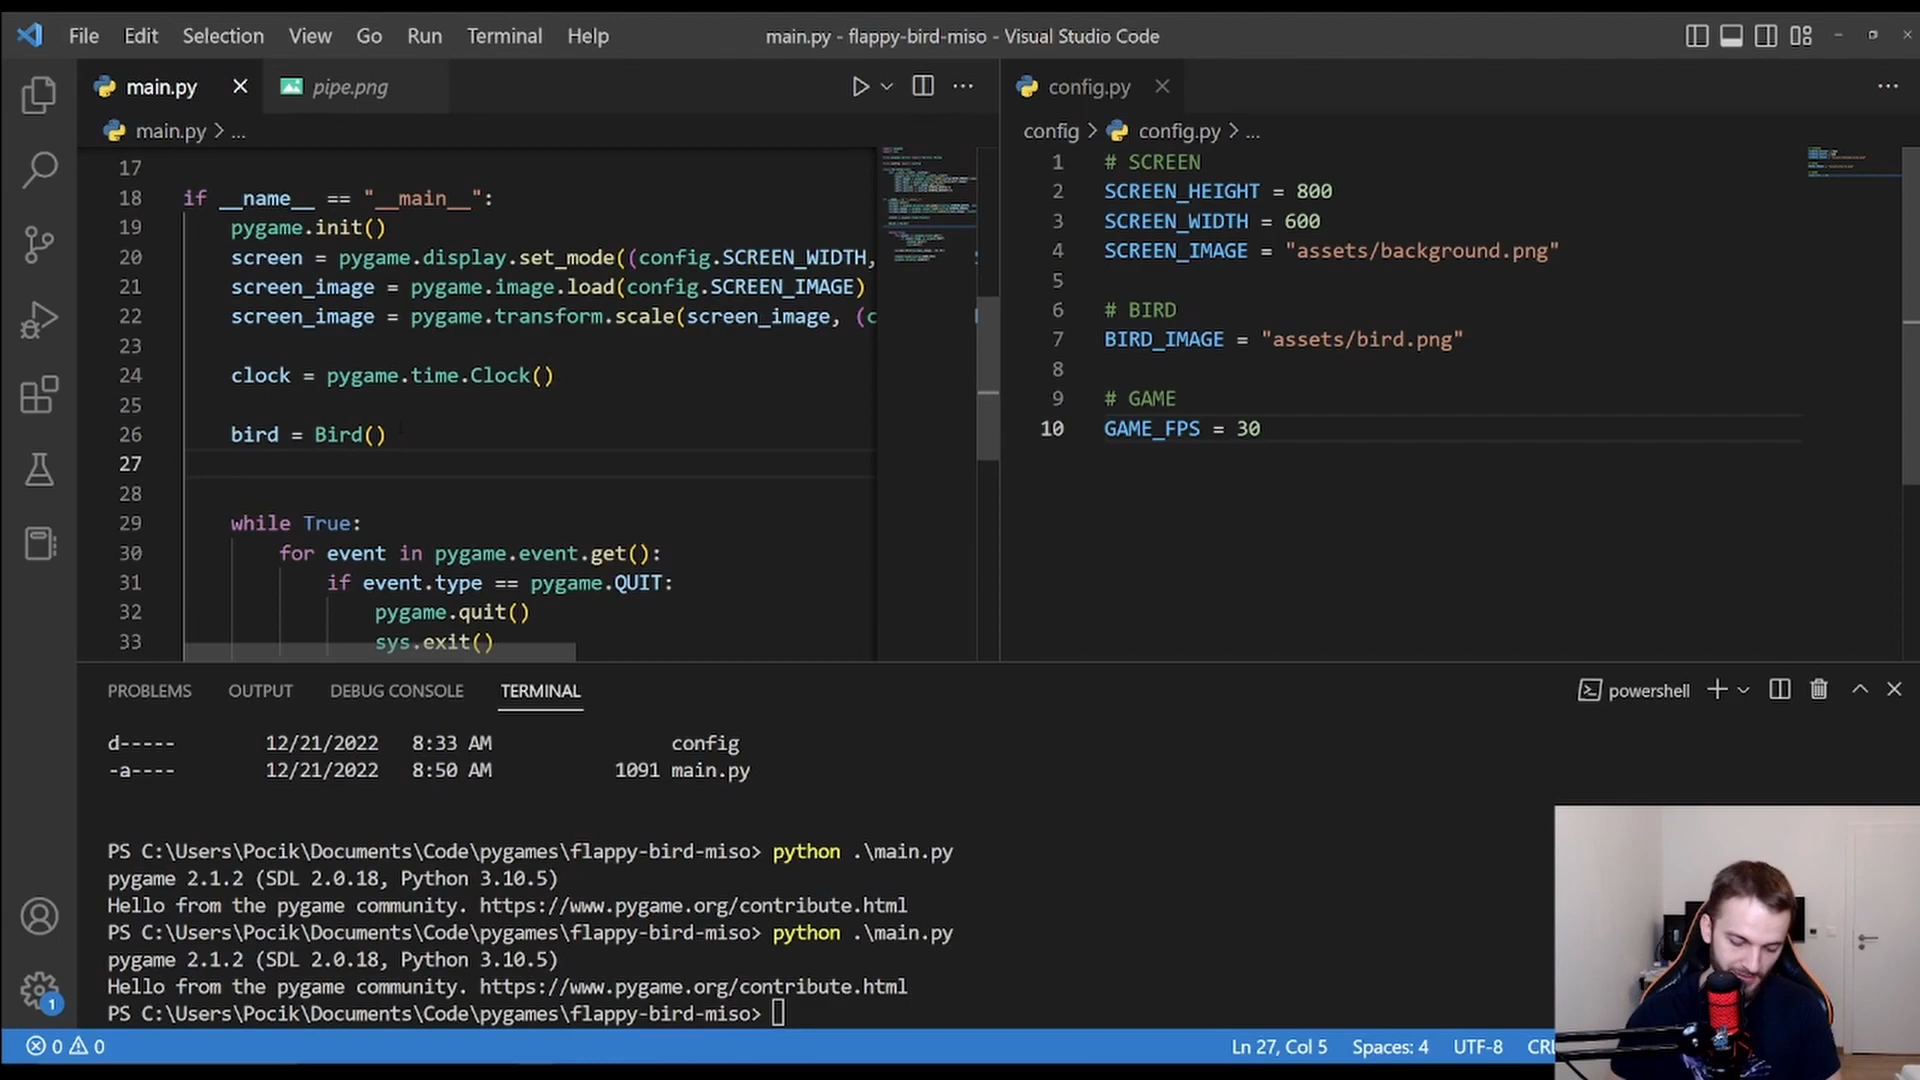 File Edit Selection View Go Run Terminal Help
main.py - flappy-bird-miso - Visual Studio Code
main.py
pipe.png
main.py > ...
17
18 if __name__ == "__main__":
19 pygame.init()
20 screen = pygame.display.set_mode((config.SCREEN_WIDTH,
21 screen_image = pygame.image.load(config.SCREEN_IMAGE)
22 screen_image = pygame.transform.scale(screen_image, (c
23
24 clock = pygame.time.Clock()
25
26 bird = Bird()
27
28
29 while True:
30 for event in pygame.event.get():
31 if event.type == pygame.QUIT:
32 pygame.quit()
33 sys.exit()
config.py
config > config.py > ...
1 # SCREEN
2 SCREEN_HEIGHT = 800
3 SCREEN_WIDTH = 600
4 SCREEN_IMAGE = "assets/background.png"
5
6 # BIRD
7 BIRD_IMAGE = "assets/bird.png"
8
9 # GAME
10 GAME_FPS = 30
PROBLEMS OUTPUT DEBUG CONSOLE TERMINAL
powershell
d----- 12/21/2022 8:33 AM config
-a---- 12/21/2022 8:50 AM 1091 main.py
PS C:\Users\Pocik\Documents\Code\pygames\flappy-bird-miso> python .\main.py
pygame 2.1.2 (SDL 2.0.18, Python 3.10.5)
Hello from the pygame community. https://www.pygame.org/contribute.html
PS C:\Users\Pocik\Documents\Code\pygames\flappy-bird-miso> python .\main.py
pygame 2.1.2 (SDL 2.0.18, Python 3.10.5)
Hello from the pygame community. https://www.pygame.org/contribute.html
PS C:\Users\Pocik\Documents\Code\pygames\flappy-bird-miso>
1
0 0
Ln 27, Col 5 Spaces: 4 UTF-8 CRL